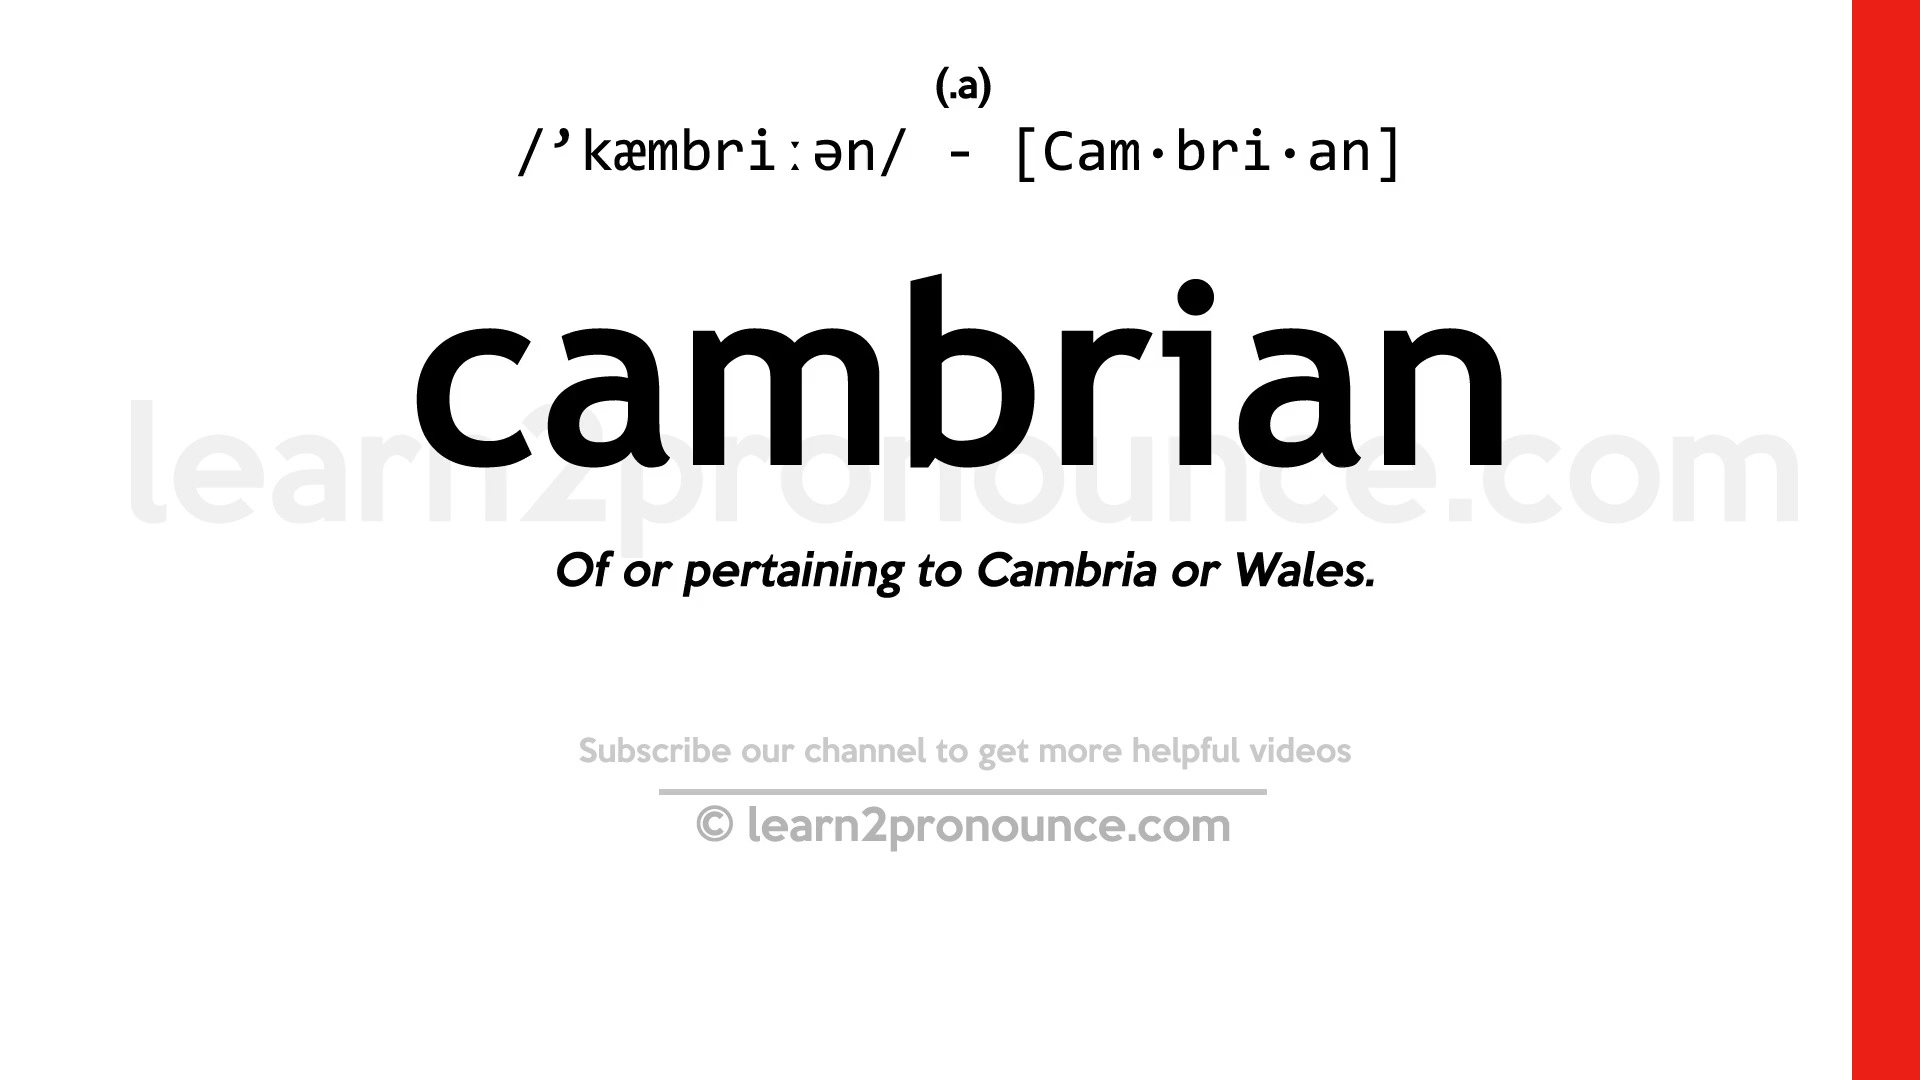 (.a)
/’kæmbriːən/ - [Cam·bri·an]
cambrian
learn2pronounce.com
Of or pertaining to Cambria or Wales.
Subscribe our channel to get more helpful videos
© learn2pronounce.com